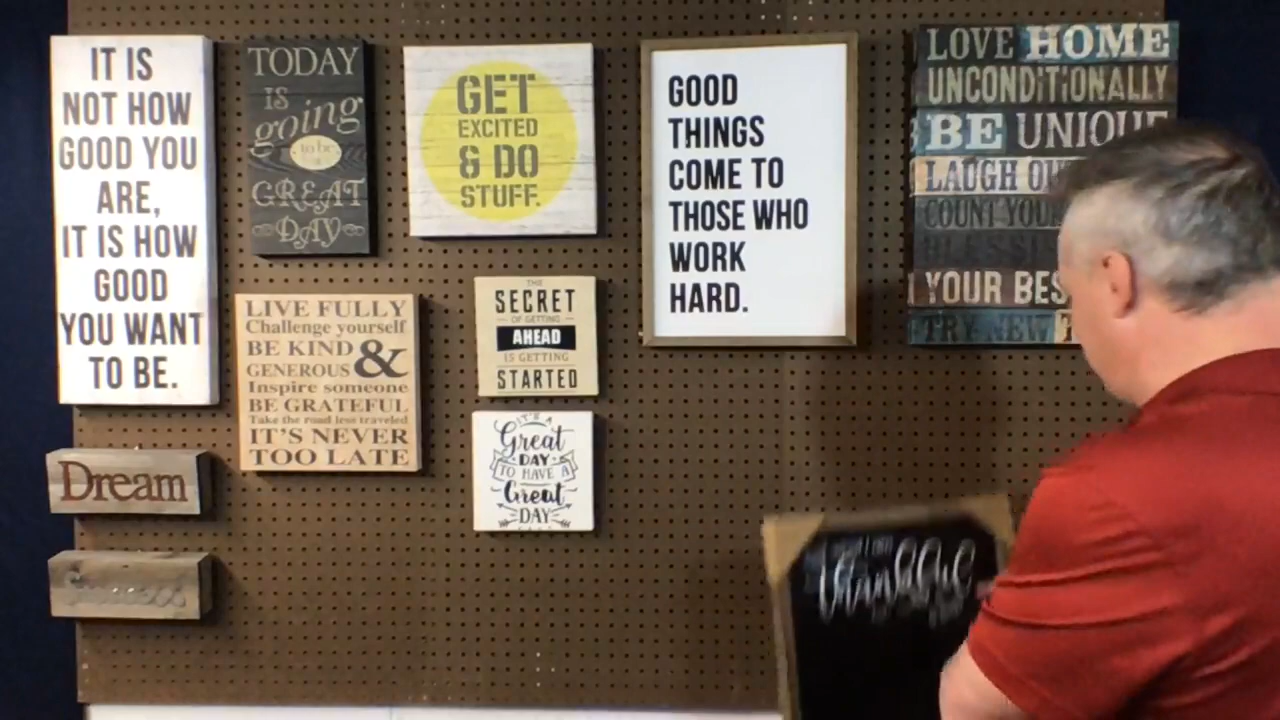 IT IS
NOT HOW
GOOD YOU
ARE,
IT IS HOW
GOOD
YOU WANT
TO BE.
TODAY
IS
going
to be
a
GREAT
DAY
GET
EXCITED
& DO
STUFF.
GOOD
THINGS
COME TO
THOSE WHO
WORK
HARD.
LOVE HOME
UNCONDITIONALLY
BE UNIQUE
LAUGH OU
COUNT YOUR
BLESSI
YOUR BES
TRY NEW T
LIVE FULLY
Challenge yourself
BE KIND &
GENEROUS
Inspire someone
BE GRATEFUL
Take the road less traveled
IT'S NEVER
TOO LATE
THE
SECRET
OF GETTING
AHEAD
IS GETTING
STARTED
IT'S A
Great
DAY
TO HAVE A
Great
DAY
Dream
thankful